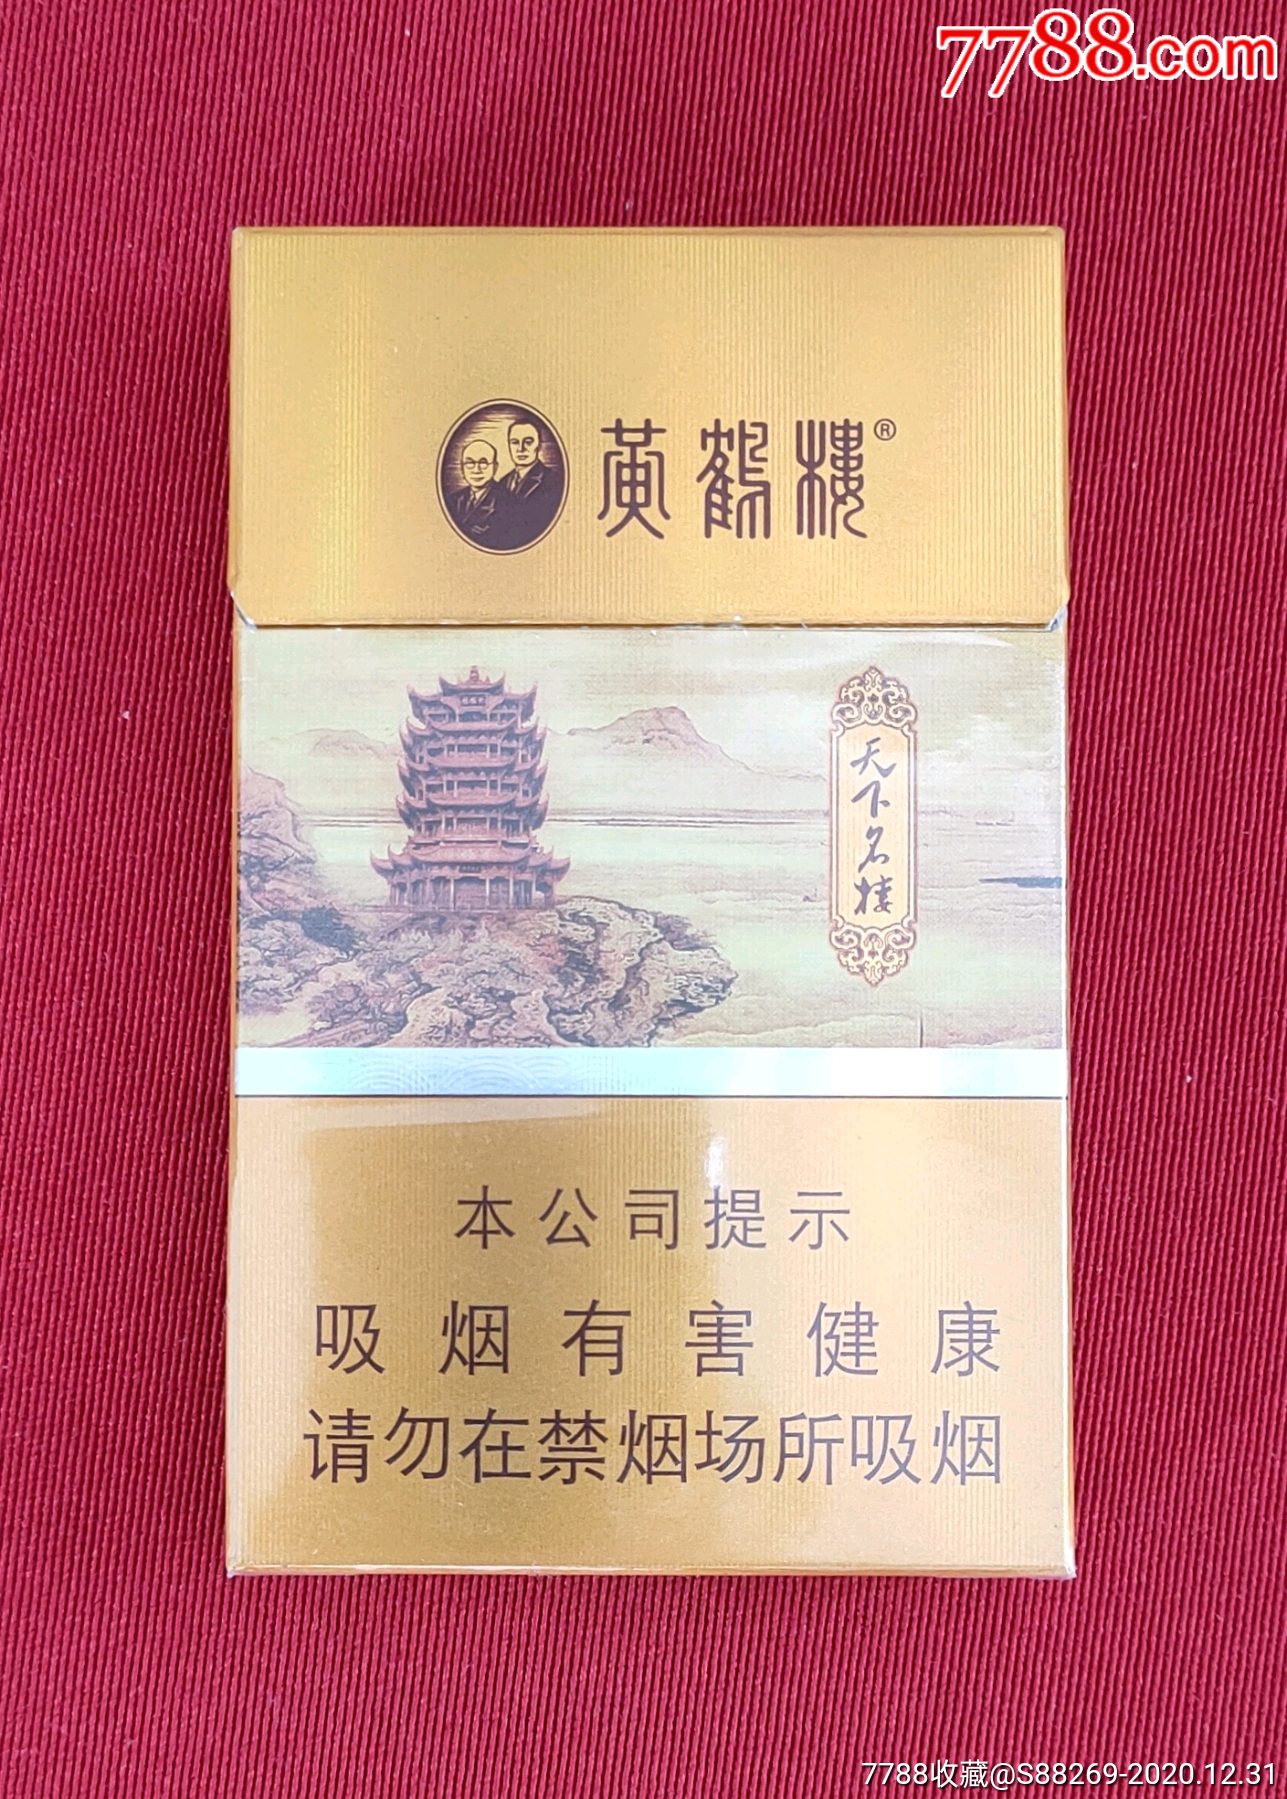 7788.com
黄鹤楼®
天下名楼
本公司提示
吸烟有害健康
请勿在禁烟场所吸烟
7788收藏@S88269-2020.12.31